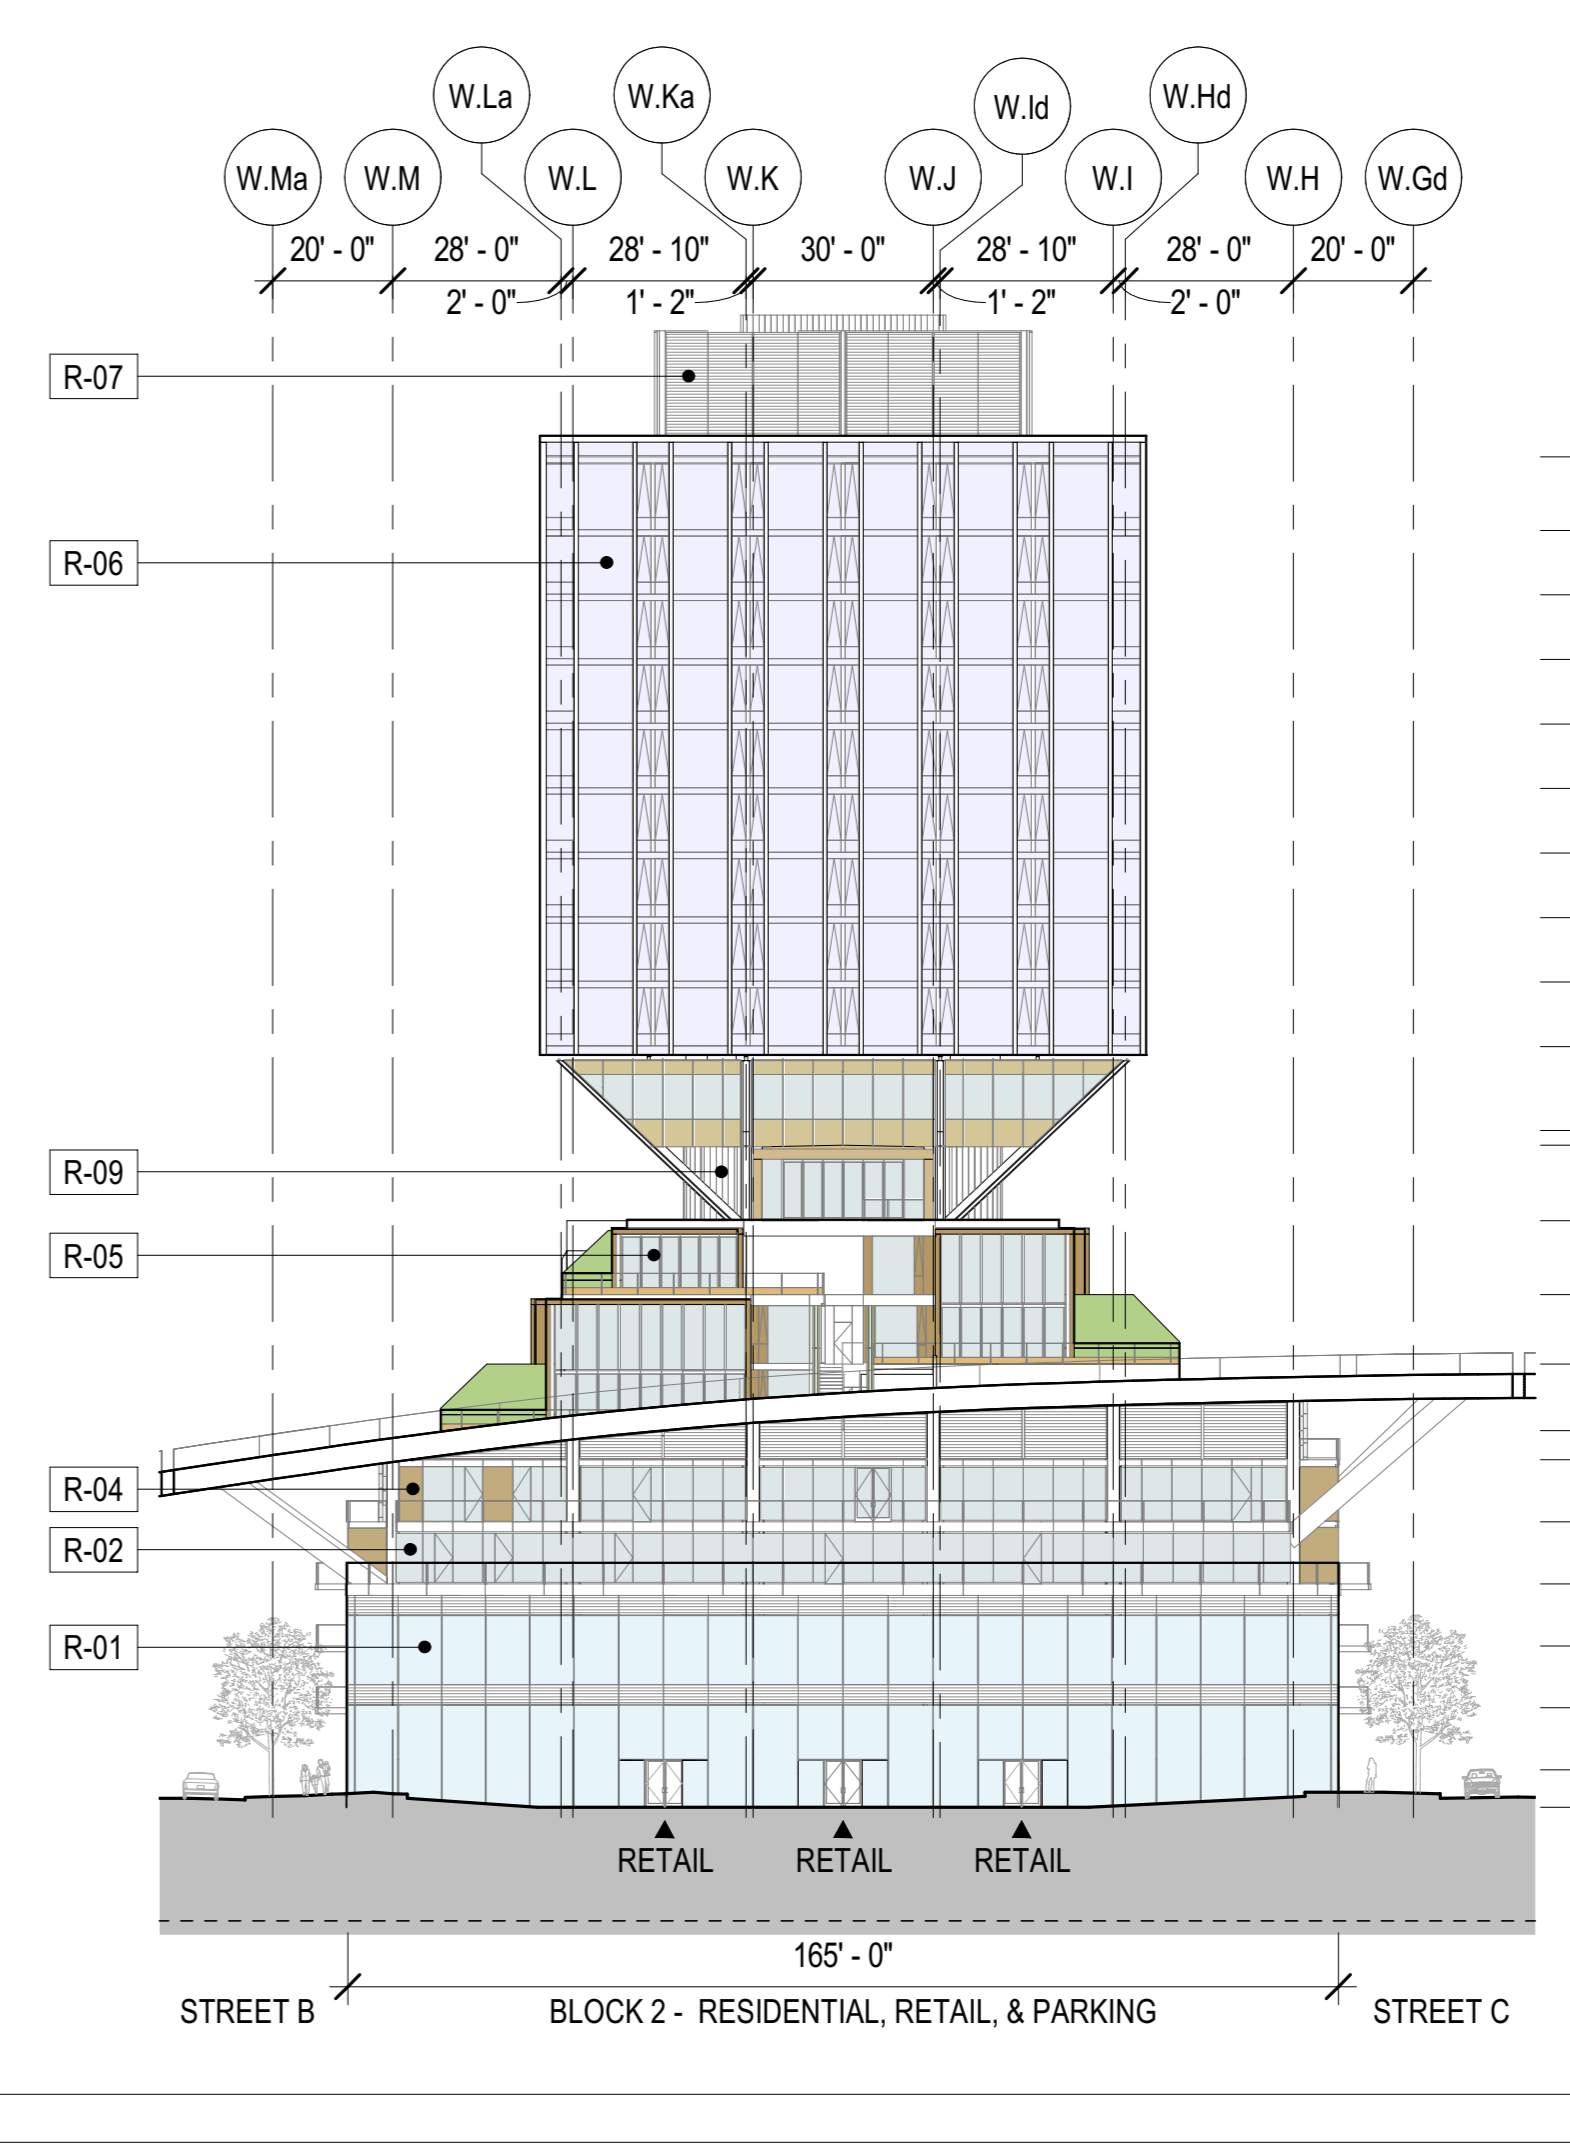 W.La W.Ka W.Id W.Hd
W.Ma W.M W.L W.K W.J W.I W.H W.Gd
20' - 0" 28' - 0" 28' - 10" 30' - 0" 28' - 10" 28' - 0" 20' - 0"
2' - 0" 1' - 2" 1' - 2" 2' - 0"
R-07
R-06
R-09
R-05
R-04
R-02
R-01
RETAIL RETAIL RETAIL
165' - 0"
STREET B BLOCK 2 - RESIDENTIAL, RETAIL, & PARKING STREET C